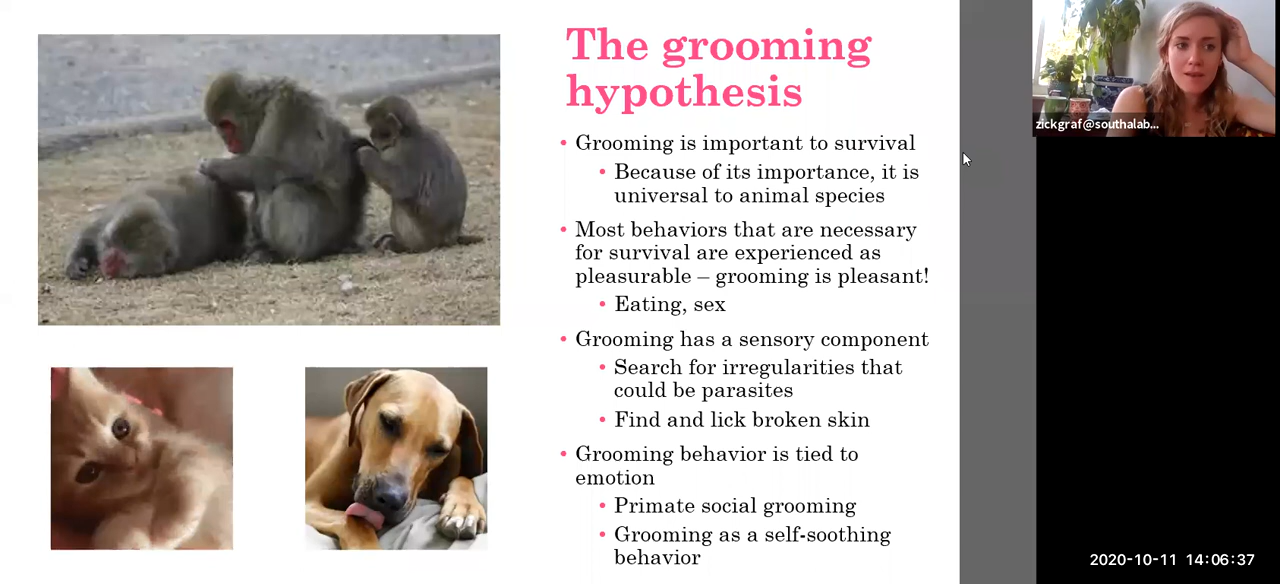 The grooming
hypothesis
• Grooming is important to survival
• Because of its importance, it is
universal to animal species
• Most behaviors that are necessary
for survival are experienced as
pleasurable – grooming is pleasant!
• Eating, sex
• Grooming has a sensory component
• Search for irregularities that
could be parasites
• Find and lick broken skin
• Grooming behavior is tied to
emotion
• Primate social grooming
• Grooming as a self-soothing
behavior
zickgraf@southalab...
2020-10-11 14:06:37